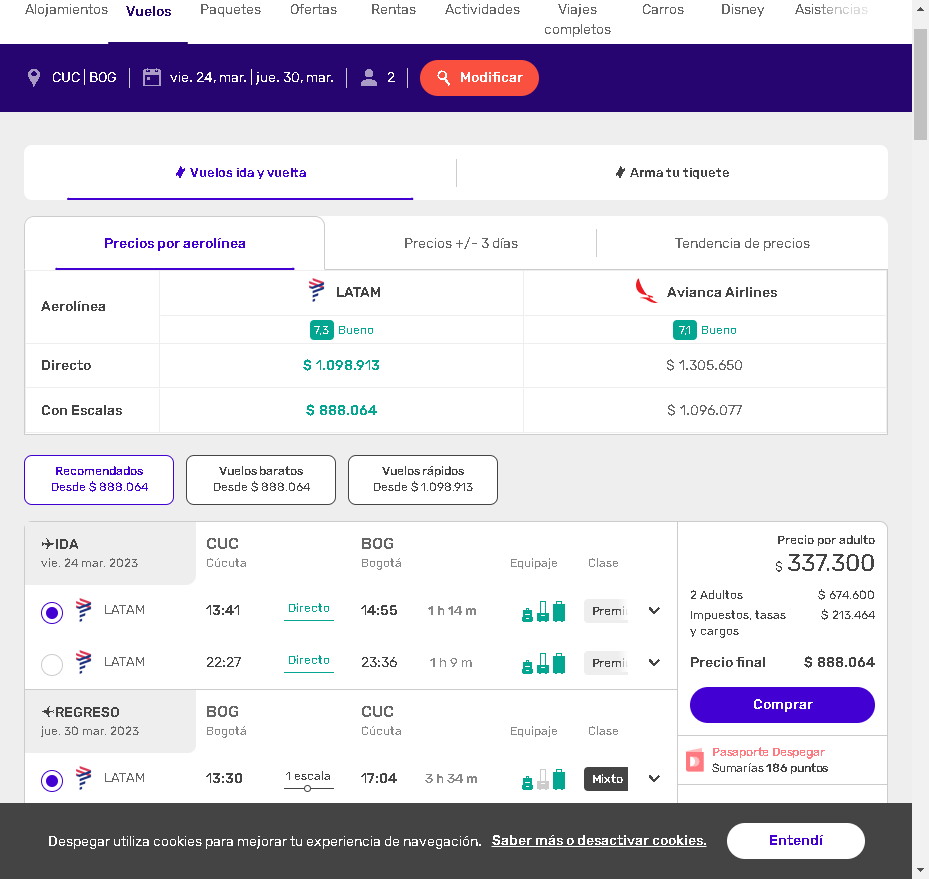 Alojamientos Vuelos Paquetes Ofertas Rentas Actividades Viajes completos Carros Disney Asistencias
CUC | BOG vie. 24, mar. | jue. 30, mar. 2 Modificar
Vuelos ida y vuelta Arma tu tiquete
Precios por aerolínea Precios +/- 3 días Tendencia de precios
Aerolínea LATAM Avianca Airlines
7,3 Bueno 7,1 Bueno
Directo $ 1.098.913 $ 1.305.650
Con Escalas $ 888.064 $ 1.096.077
Recomendados Vuelos baratos Vuelos rápidos
Desde $ 888.064 Desde $ 888.064 Desde $ 1.098.913
IDA CUC BOG
vie. 24 mar. 2023 Cúcuta Bogotá Equipaje Clase
LATAM 13:41 Directo 14:55 1 h 14 m Premi
LATAM 22:27 Directo 23:36 1 h 9 m Premi
REGRESO BOG CUC
jue. 30 mar. 2023 Bogotá Cúcuta Equipaje Clase
LATAM 13:30 1 escala 17:04 3 h 34 m Mixto
Precio por adulto
$ 337.300
2 Adultos $ 674.600
Impuestos, tasas $ 213.464
y cargos
Precio final $ 888.064
Comprar
Pasaporte Despegar
Sumarías 186 puntos
Despegar utiliza cookies para mejorar tu experiencia de navegación. Saber más o desactivar cookies. Entendí